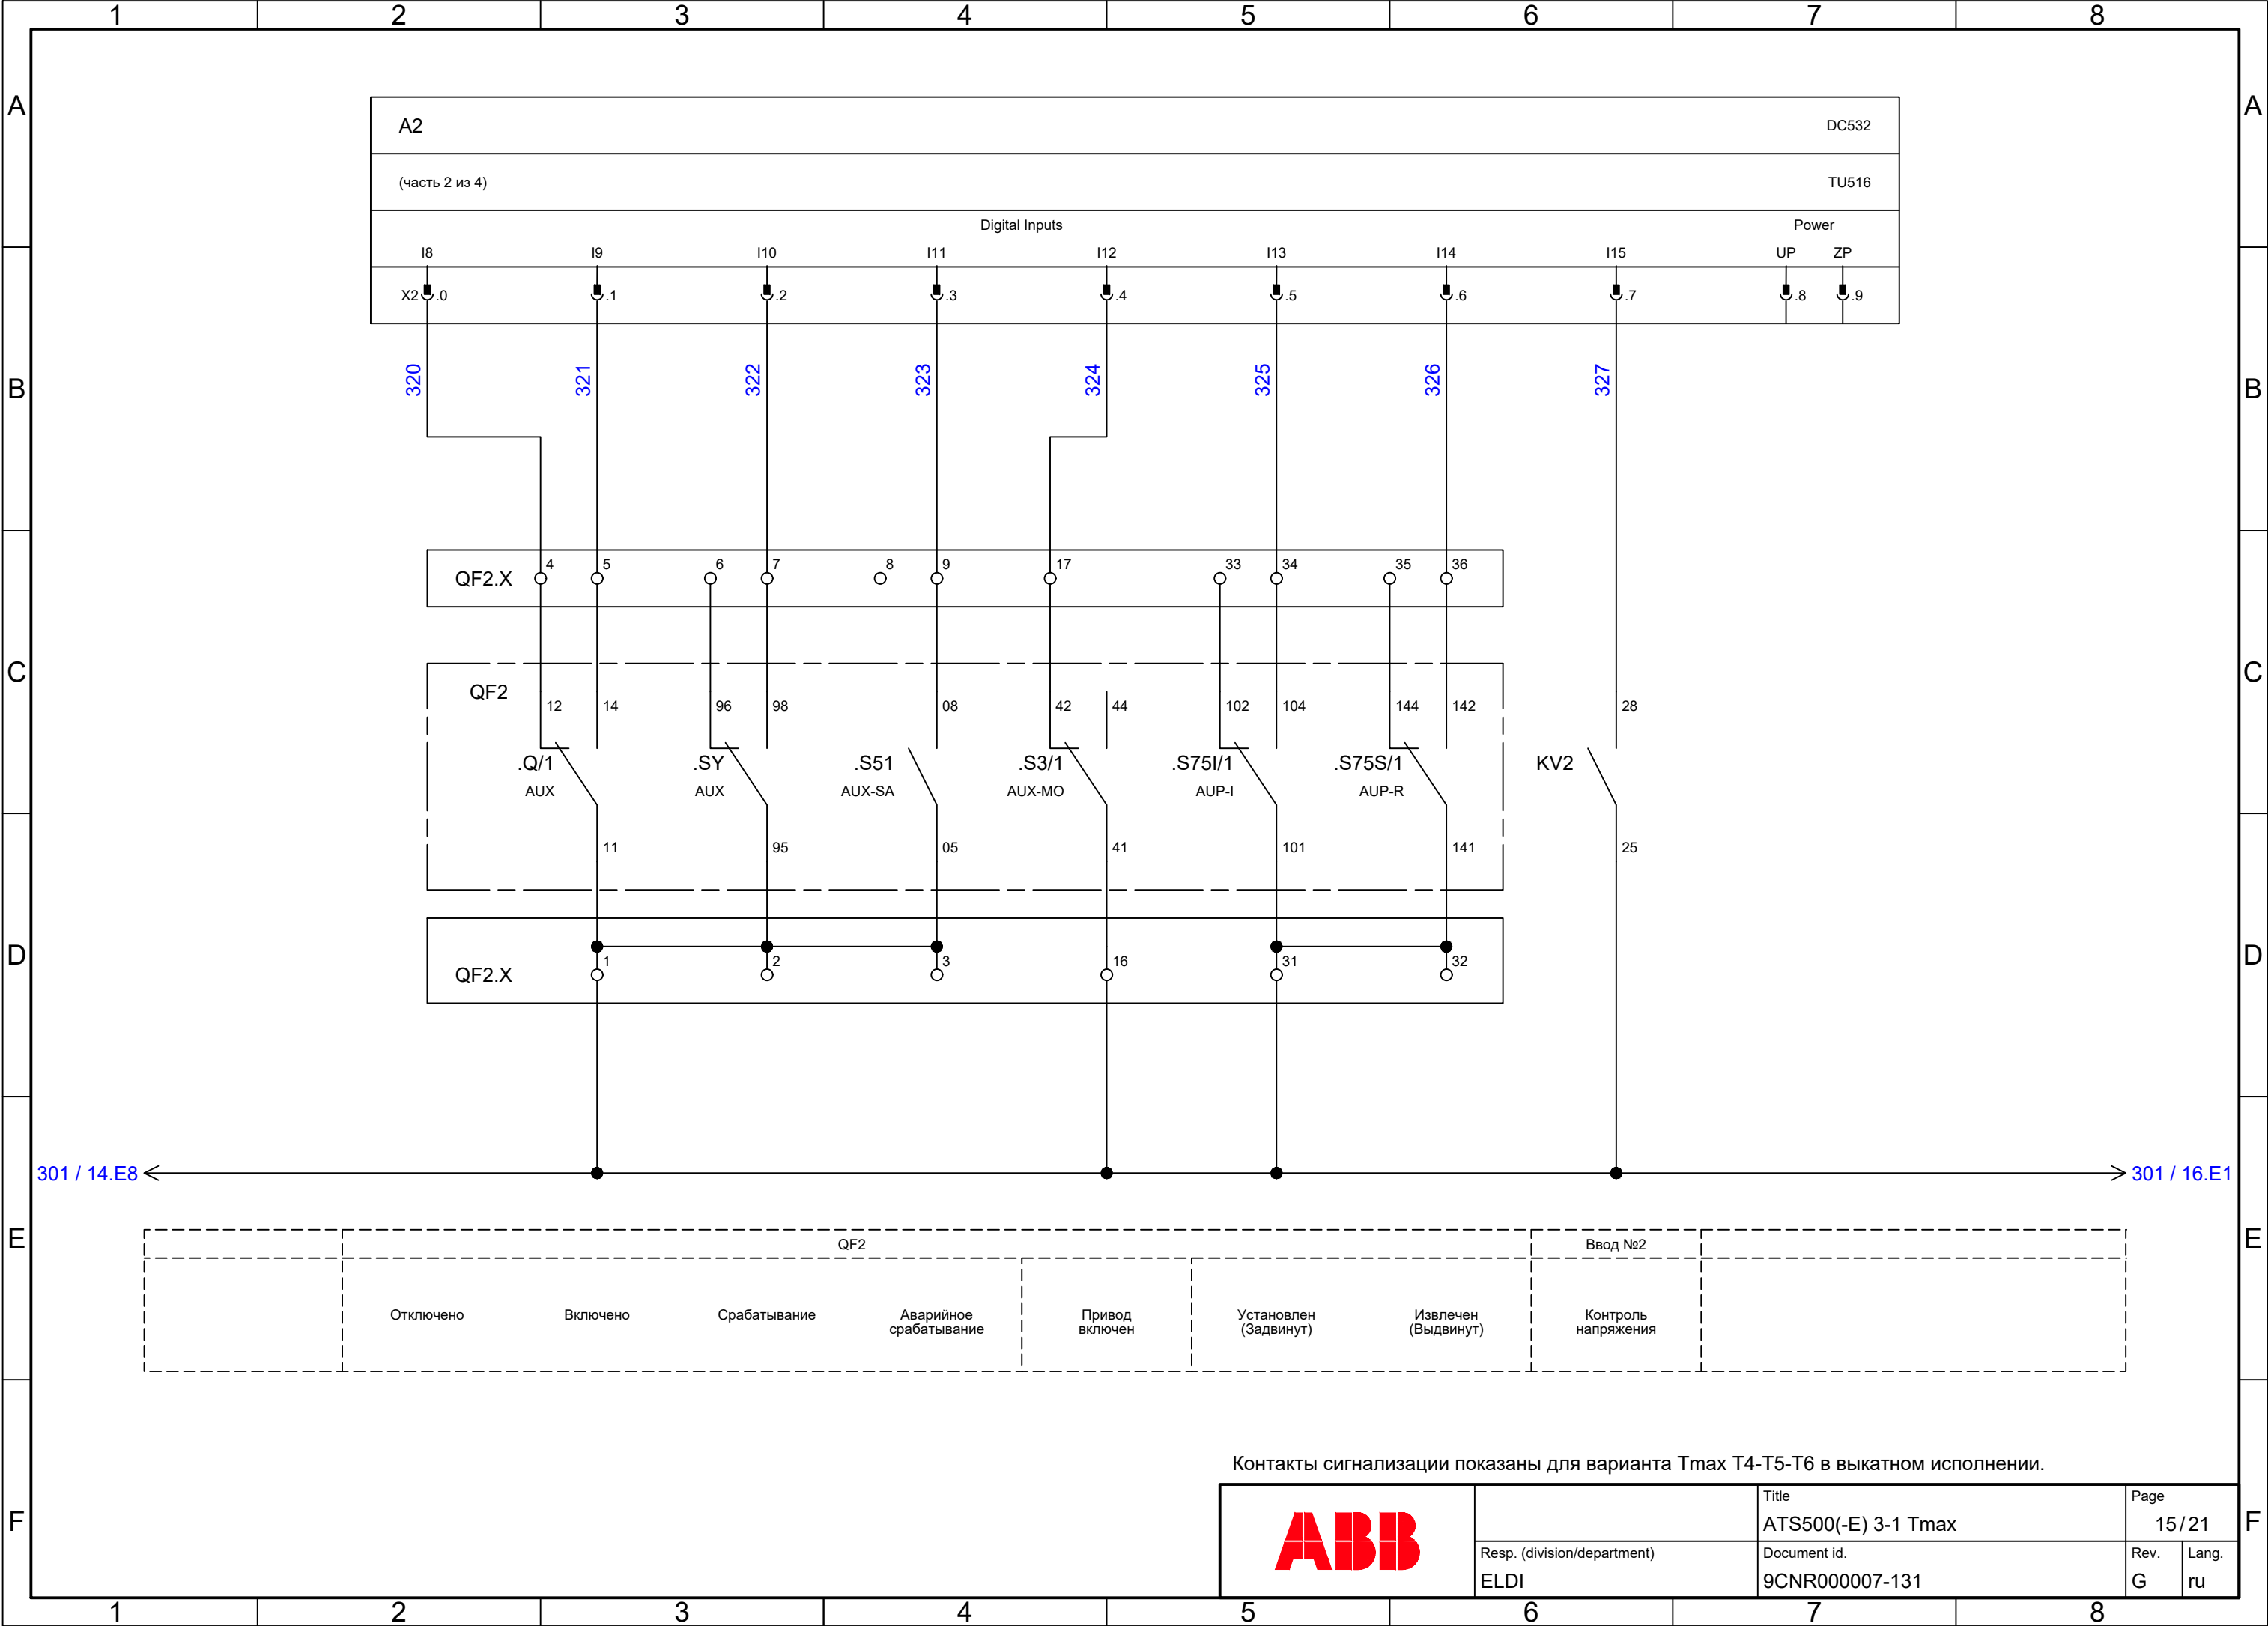 1 2 3 4 5 6 7 8
A A
A2 DC532
(часть 2 из 4) TU516
Digital Inputs Power
I8 I9 I10 I11 I12 I13 I14 I15 UP ZP
X2 .0 .1 .2 .3 .4 .5 .6 .7 .8 .9
B B
320 321 322 323 324 325 326 327
QF2.X 4 5 6 7 8 9 17 33 34 35 36
C C
QF2
12 14 96 98 08 42 44 102 104 144 142 28
.Q/1 .SY .S51 .S3/1 .S75I/1 .S75S/1 KV2
AUX AUX AUX-SA AUX-MO AUP-I AUP-R
11 95 05 41 101 141 25
D D
QF2.X 1 2 3 16 31 32
301 / 14.E8 301 / 16.E1
E E
QF2 Ввод №2
Отключено Включено Срабатывание Аварийное срабатывание Привод включен Установлен (Задвинут) Извлечен (Выдвинут) Контроль напряжения
Контакты сигнализации показаны для варианта Tmax T4-T5-T6 в выкатном исполнении.
F F
ABB
Title
ATS500(-E) 3-1 Tmax
Page
15/21
Resp. (division/department)
ELDI
Document id.
9CNR000007-131
Rev.
G
Lang.
ru
1 2 3 4 5 6 7 8